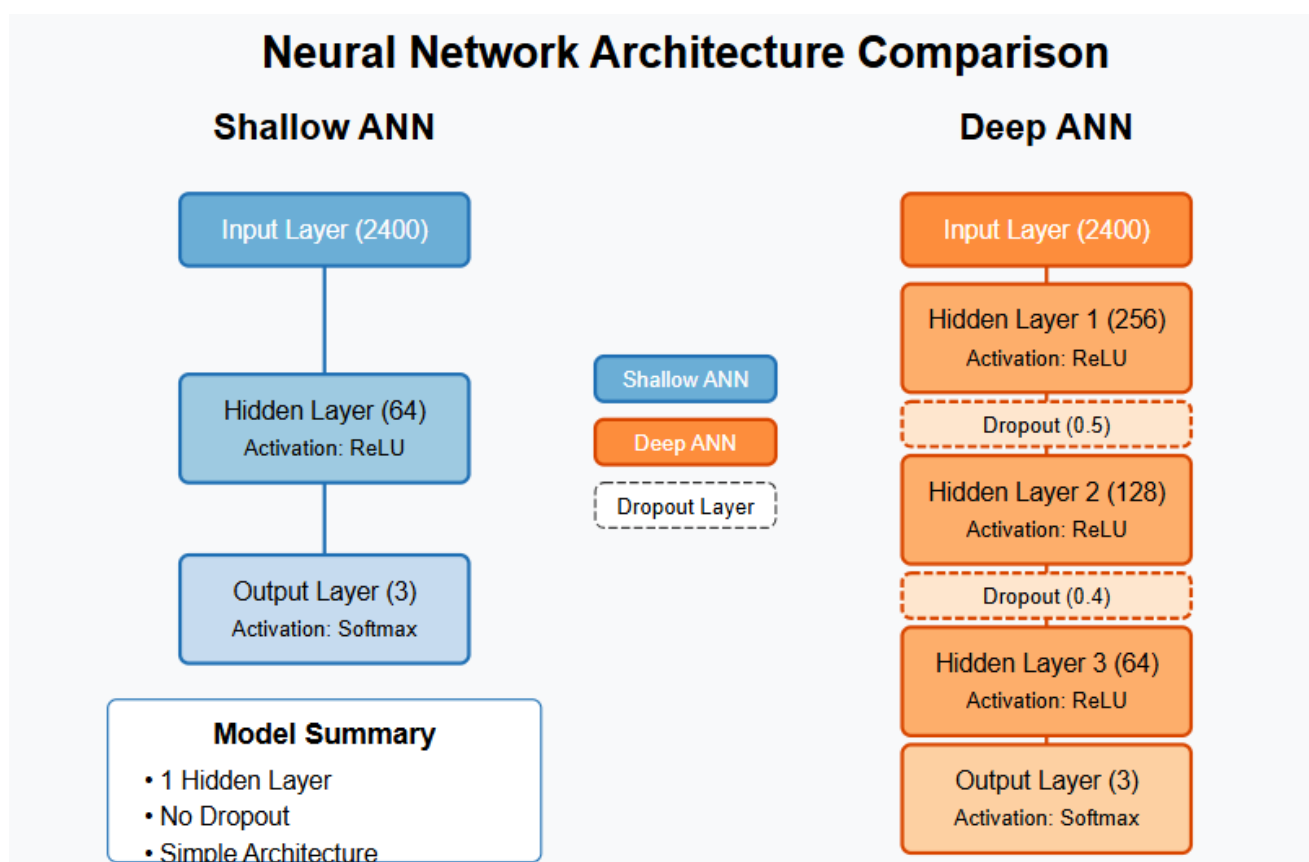 Neural Network Architecture Comparison
Shallow ANN
Input Layer (2400)
Hidden Layer (64)
Activation: ReLU
Output Layer (3)
Activation: Softmax
Model Summary
• 1 Hidden Layer
• No Dropout
• Simple Architecture
Shallow ANN
Deep ANN
Dropout Layer
Deep ANN
Input Layer (2400)
Hidden Layer 1 (256)
Activation: ReLU
Dropout (0.5)
Hidden Layer 2 (128)
Activation: ReLU
Dropout (0.4)
Hidden Layer 3 (64)
Activation: ReLU
Output Layer (3)
Activation: Softmax